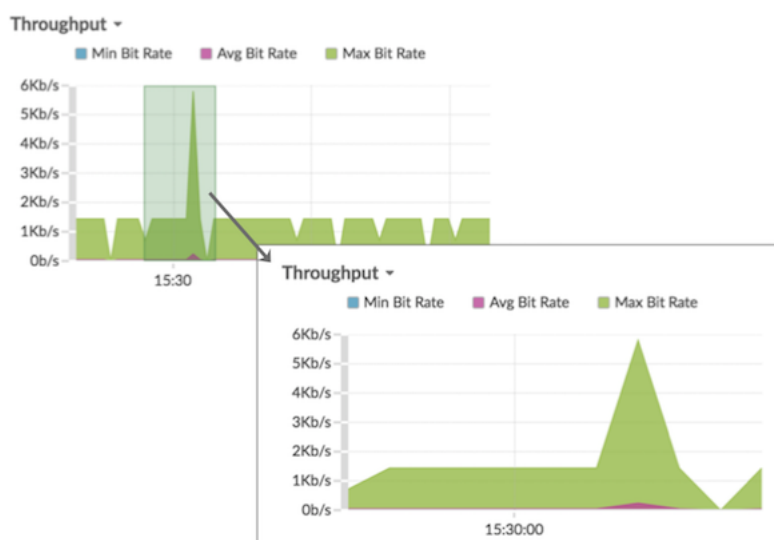 Throughput
Min Bit Rate Avg Bit Rate Max Bit Rate
6Kb/s
5Kb/s
4Kb/s
3Kb/s
2Kb/s
1Kb/s
0b/s
15:30
Throughput
Min Bit Rate Avg Bit Rate Max Bit Rate
6Kb/s
5Kb/s
4Kb/s
3Kb/s
2Kb/s
1Kb/s
0b/s
15:30:00